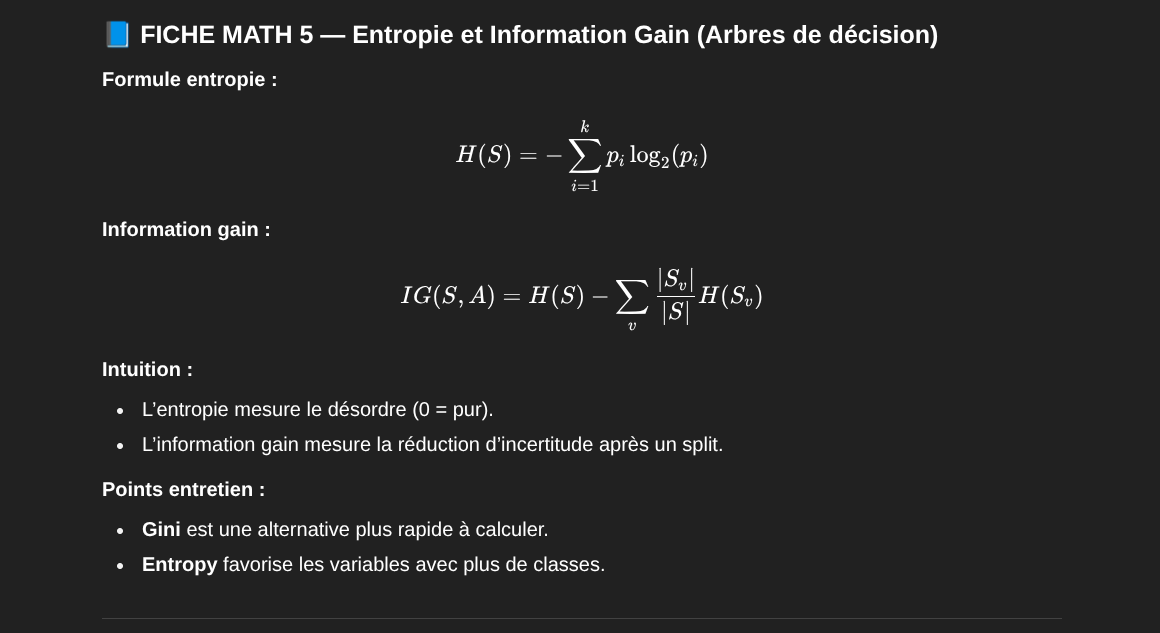 📘 FICHE MATH 5 — Entropie et Information Gain (Arbres de décision)
Formule entropie :
H(S) = − ∑_{i=1}^{k} p_i log_2(p_i)
Information gain :
IG(S, A) = H(S) − ∑_v |S_v|/|S| H(S_v)
Intuition :
• L’entropie mesure le désordre (0 = pur).
• L’information gain mesure la réduction d’incertitude après un split.
Points entretien :
• Gini est une alternative plus rapide à calculer.
• Entropy favorise les variables avec plus de classes.